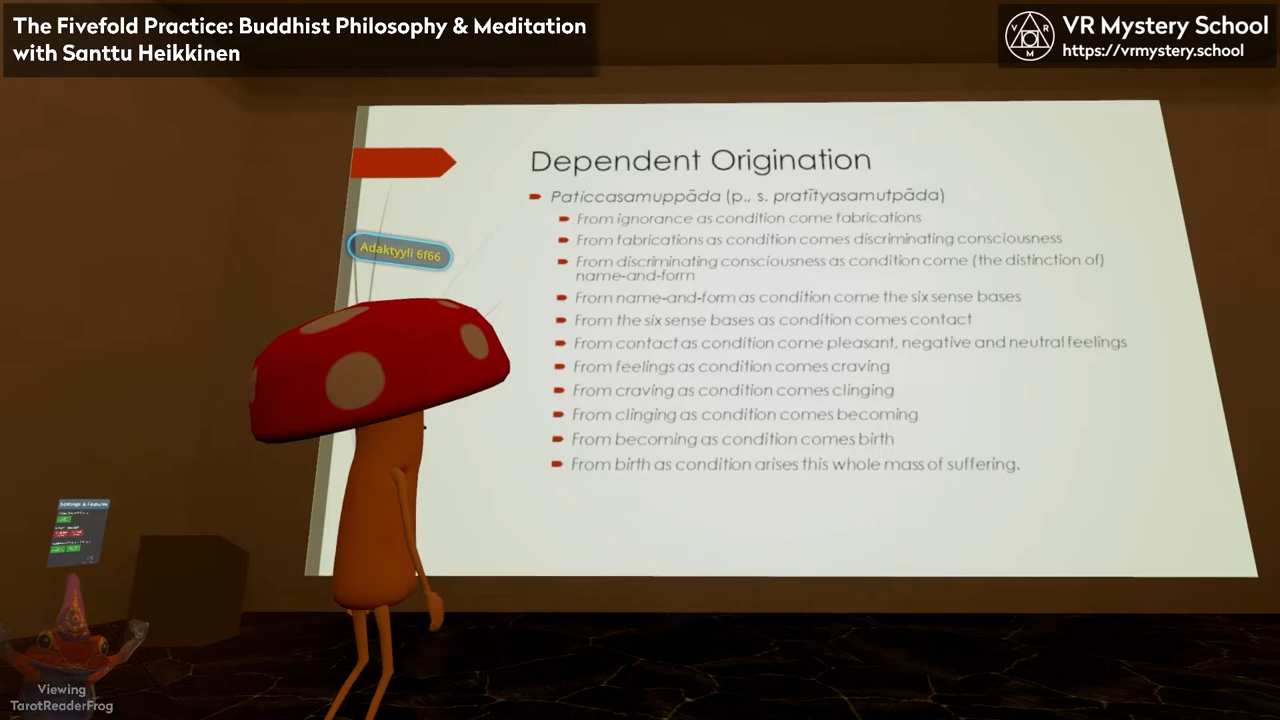 The Fivefold Practice: Buddhist Philosophy & Meditation
with Santtu Heikkinen
VR Mystery School
https://vrmystery.school
V R
M
Dependent Origination
Paticcasamuppāda (p., s. pratītyasamutpāda)
From ignorance as condition come fabrications
From fabrications as condition comes discriminating consciousness
From discriminating consciousness as condition come (the distinction of)
name-and-form
From name-and-form as condition come the six sense bases
From the six sense bases as condition comes contact
From contact as condition come pleasant, negative and neutral feelings
From feelings as condition comes craving
From craving as condition comes clinging
From clinging as condition comes becoming
From becoming as condition comes birth
From birth as condition arises this whole mass of suffering.
Adaktyyli 6f66
Viewing
TarotReaderFrog